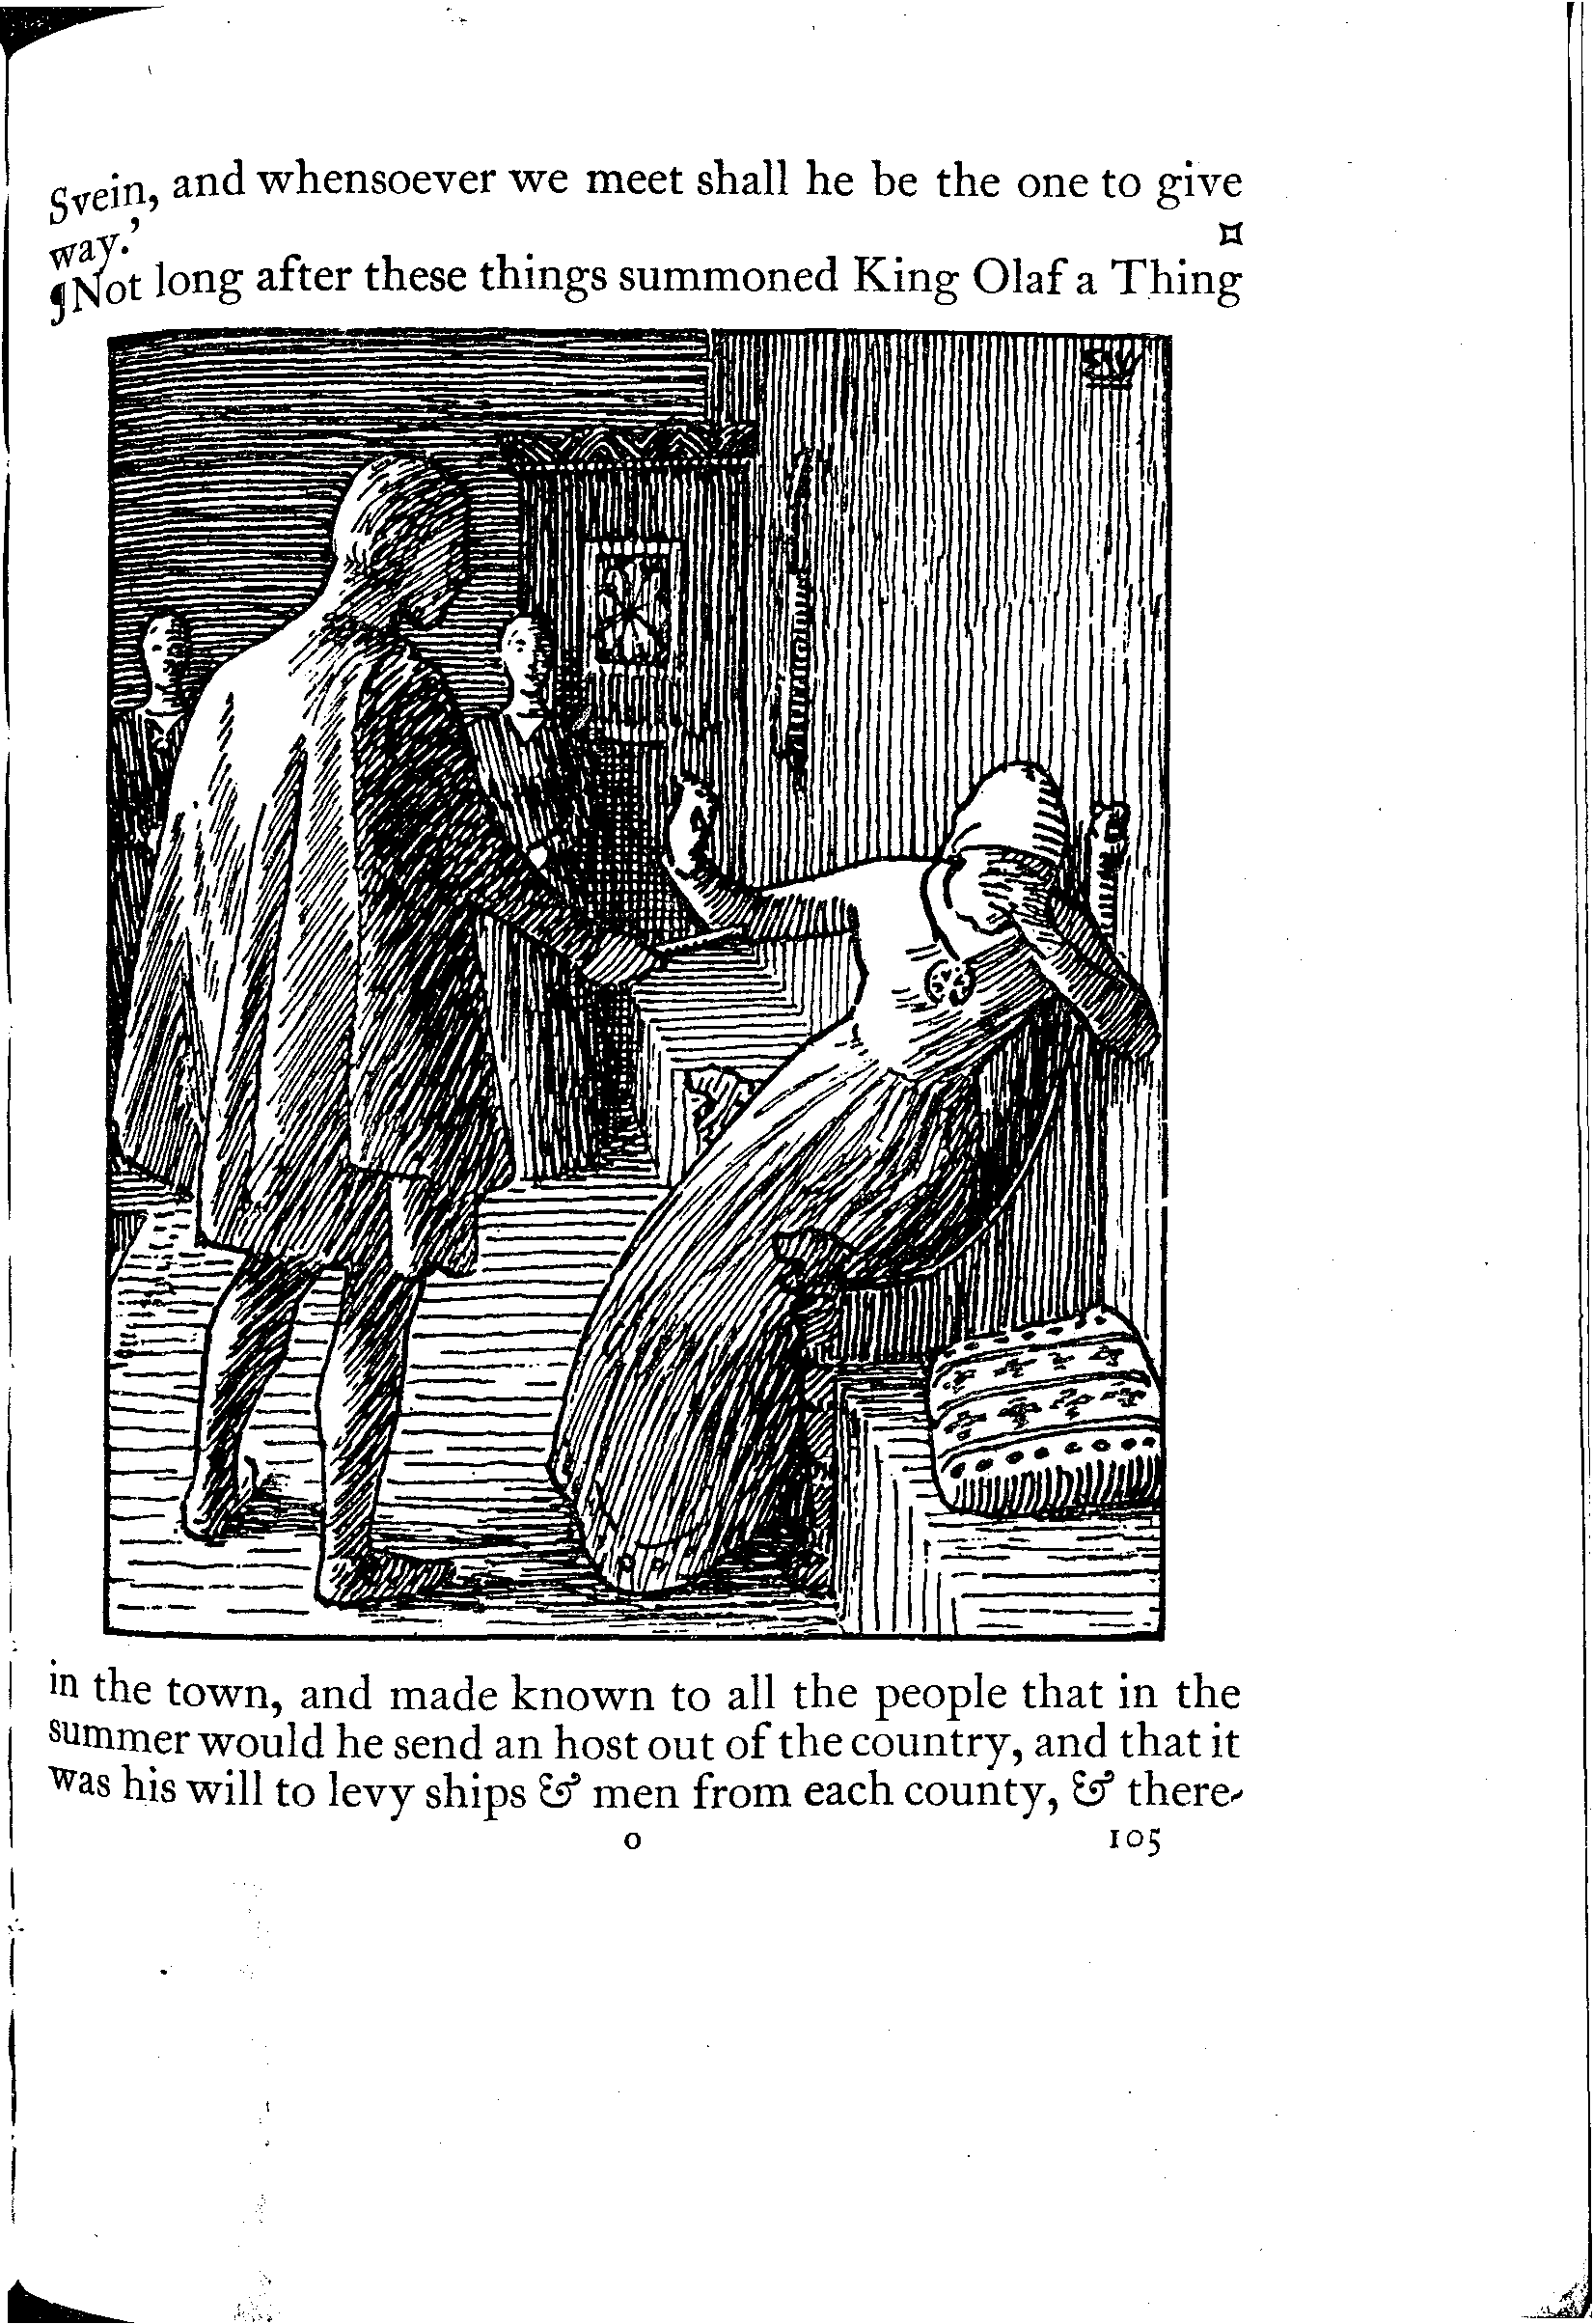 Svein, and whensoever we meet shall he be the one to give
way.’ ¤
¶Not long after these things summoned King Olaf a Thing
EW
in the town, and made known to all the people that in the
summer would he send an host out of the country, and that it
was his will to levy ships & men from each county, & there-
o 105